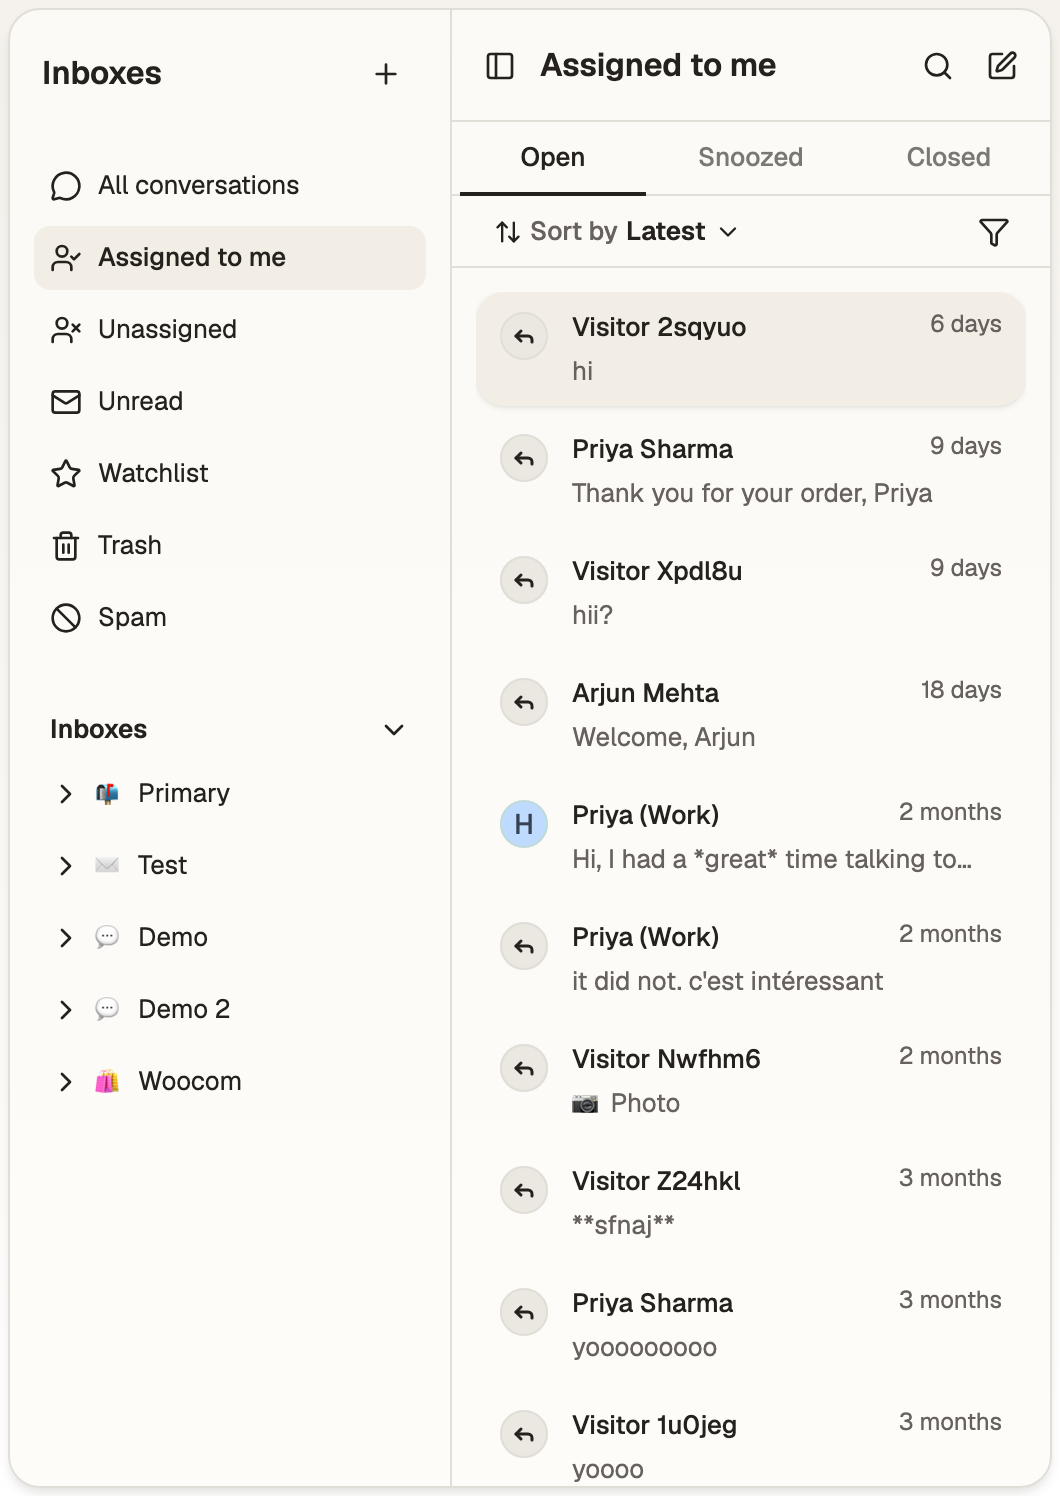 Inboxes
All conversations
Assigned to me
Unassigned
Unread
Watchlist
Trash
Spam
Inboxes
Primary
Test
Demo
Demo 2
Woocom
Assigned to me
Open Snoozed Closed
Sort by Latest
Visitor 2sqyuo 6 days
hi
Priya Sharma 9 days
Thank you for your order, Priya
Visitor Xpdl8u 9 days
hii?
Arjun Mehta 18 days
Welcome, Arjun
H Priya (Work) 2 months
Hi, I had a *great* time talking to...
Priya (Work) 2 months
it did not. c'est intéressant
Visitor Nwfhm6 2 months
📷 Photo
Visitor Z24hkl 3 months
**sfnaj**
Priya Sharma 3 months
yooooooooo
Visitor 1u0jeg 3 months
yoooo